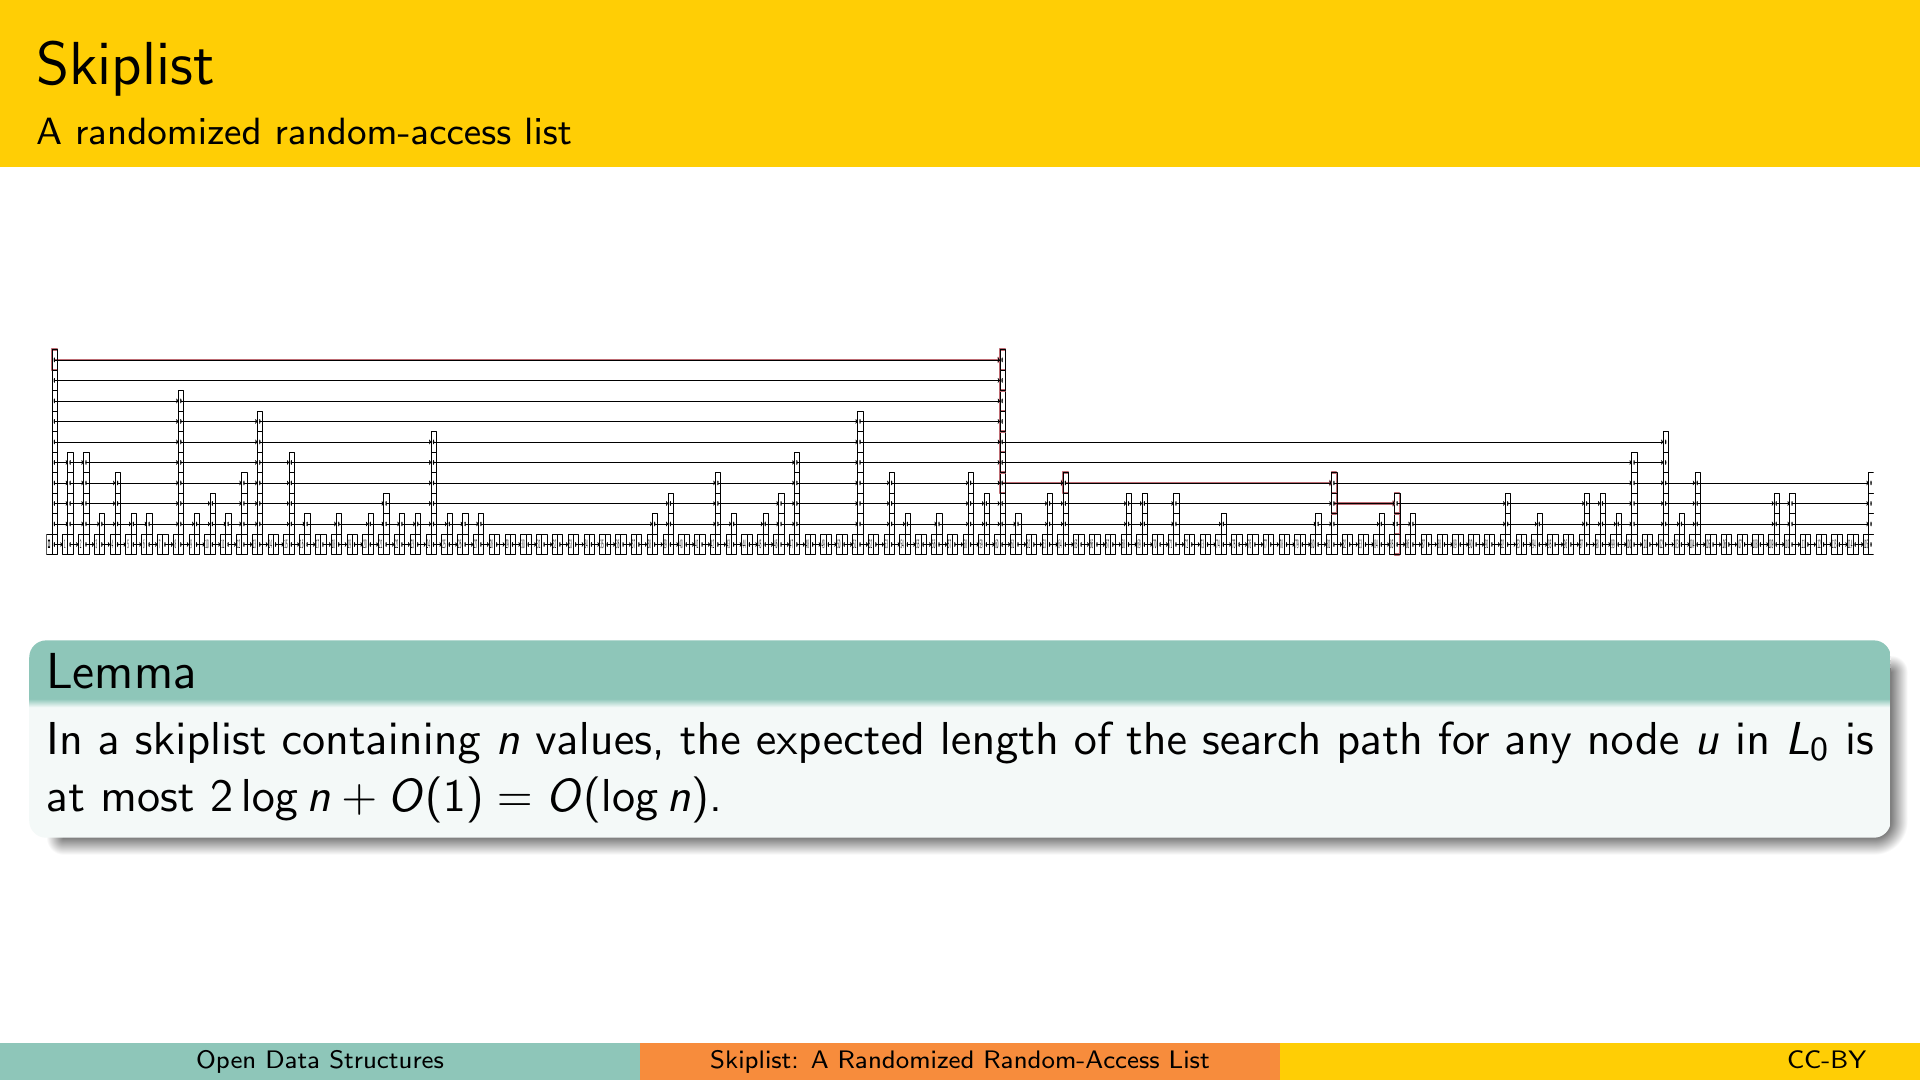 Skiplist
A randomized random-access list
Lemma
In a skiplist containing n values, the expected length of the search path for any node u in L₀ is
at most 2 log n + O(1) = O(log n).
Open Data Structures
Skiplist: A Randomized Random-Access List
CC-BY